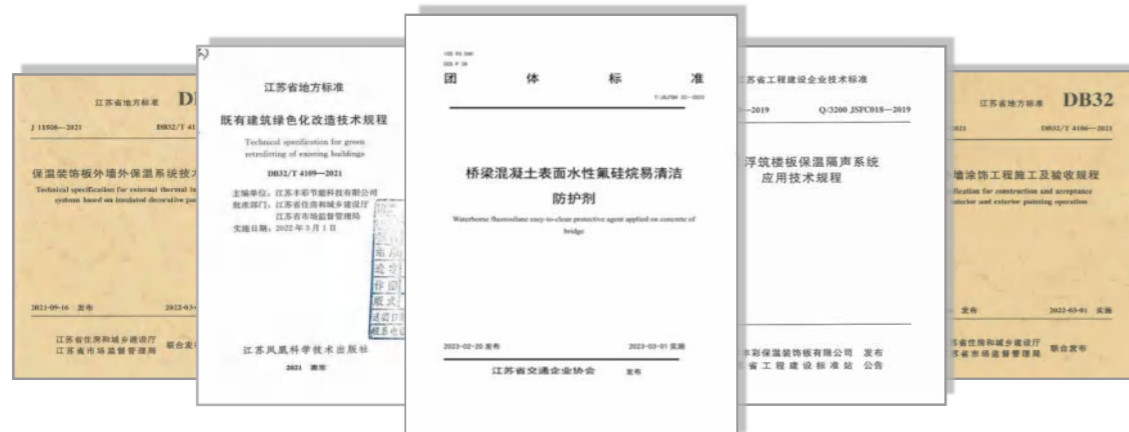 江苏省地方标准 D
J 11506—2021 DB32/T 41
保温装饰板外墙外保温系统技
Technical specification for external thermal in
systems based on insulated decorative pa
2021-09-16 发布 2022-03-
江苏省住房和城乡建设厅
江苏省市场监督管理局
联合发
江苏省地方标准
既有建筑绿色化改造技术规程
Technical specification for green
retrofitting of existing buildings
DB32/T 4109—2021
主编单位：江苏丰彩节能科技有限公司
批准部门：江苏省住房和城乡建设厅
江苏省市场监督管理局
实施日期：2022年3月1日
江苏凤凰科学技术出版社
2021 南京
团 体 标 准
桥梁混凝土表面水性氟硅烷易清洁
防护剂
Waterborne fluorosilane easy-to-clean protective agent applied on concrete of
bridge
2023-02-20 发布 2023-03-01 实施
江苏省交通企业协会 发布
苏省工程建设企业技术标准
—2019 Q/3200 JSFC018—2019
浮筑楼板保温隔声系统
应用技术规程
丰彩保温装饰板有限公司 发布
省工程建设标准站 公告
江苏省地方标准 DB32
2021 DB32/T 4106—2021
墙涂饰工程施工及验收规程
ification for construction and acceptance
interior and exterior painting operation
发布 2022-03-01 实施
苏省住房和城乡建设厅
苏省市场监督管理局
联合发布